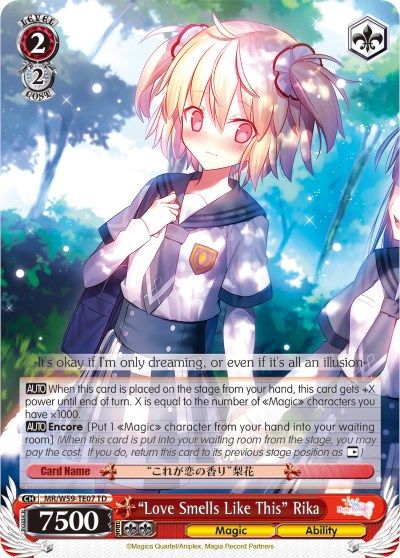 LEVEL
2
2
COST
-It's okay if I'm only dreaming, or even if it's all an illusion-
AUTO When this card is placed on the stage from your hand, this card gets +X
power until end of turn. X is equal to the number of «Magic» characters you
have ×1000.
AUTO Encore [Put 1 «Magic» character from your hand into your waiting
room] (When this card is put into your waiting room from the stage, you may
pay the cost. If you do, return this card to its previous stage position as
Card Name
“これが恋の香り”梨花
CH MR/W59-TE07 TD
“Love Smells Like This” Rika
POWER
7500
SOUL
Magic
Ability
©Magica Quartet/Aniplex, Magia Record Partners